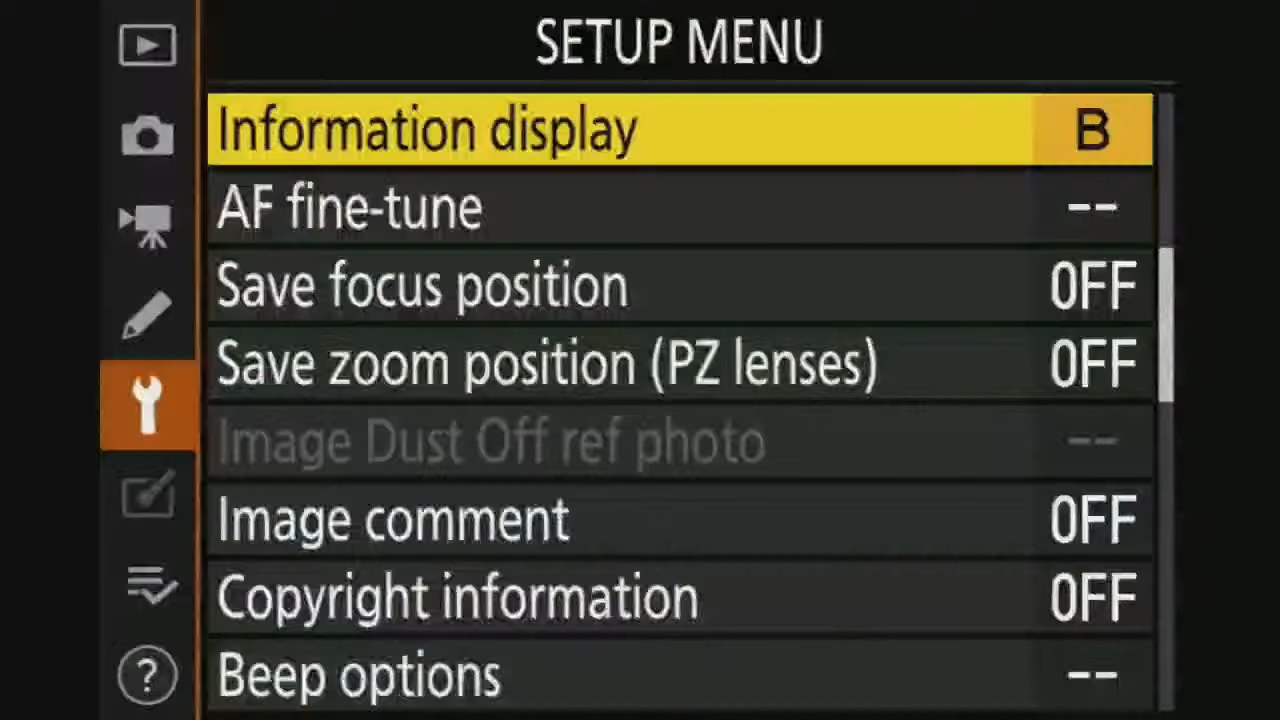 SETUP MENU
Information display B
AF fine-tune --
Save focus position OFF
Save zoom position (PZ lenses) OFF
Image Dust Off ref photo --
Image comment OFF
Copyright information OFF
Beep options --
?